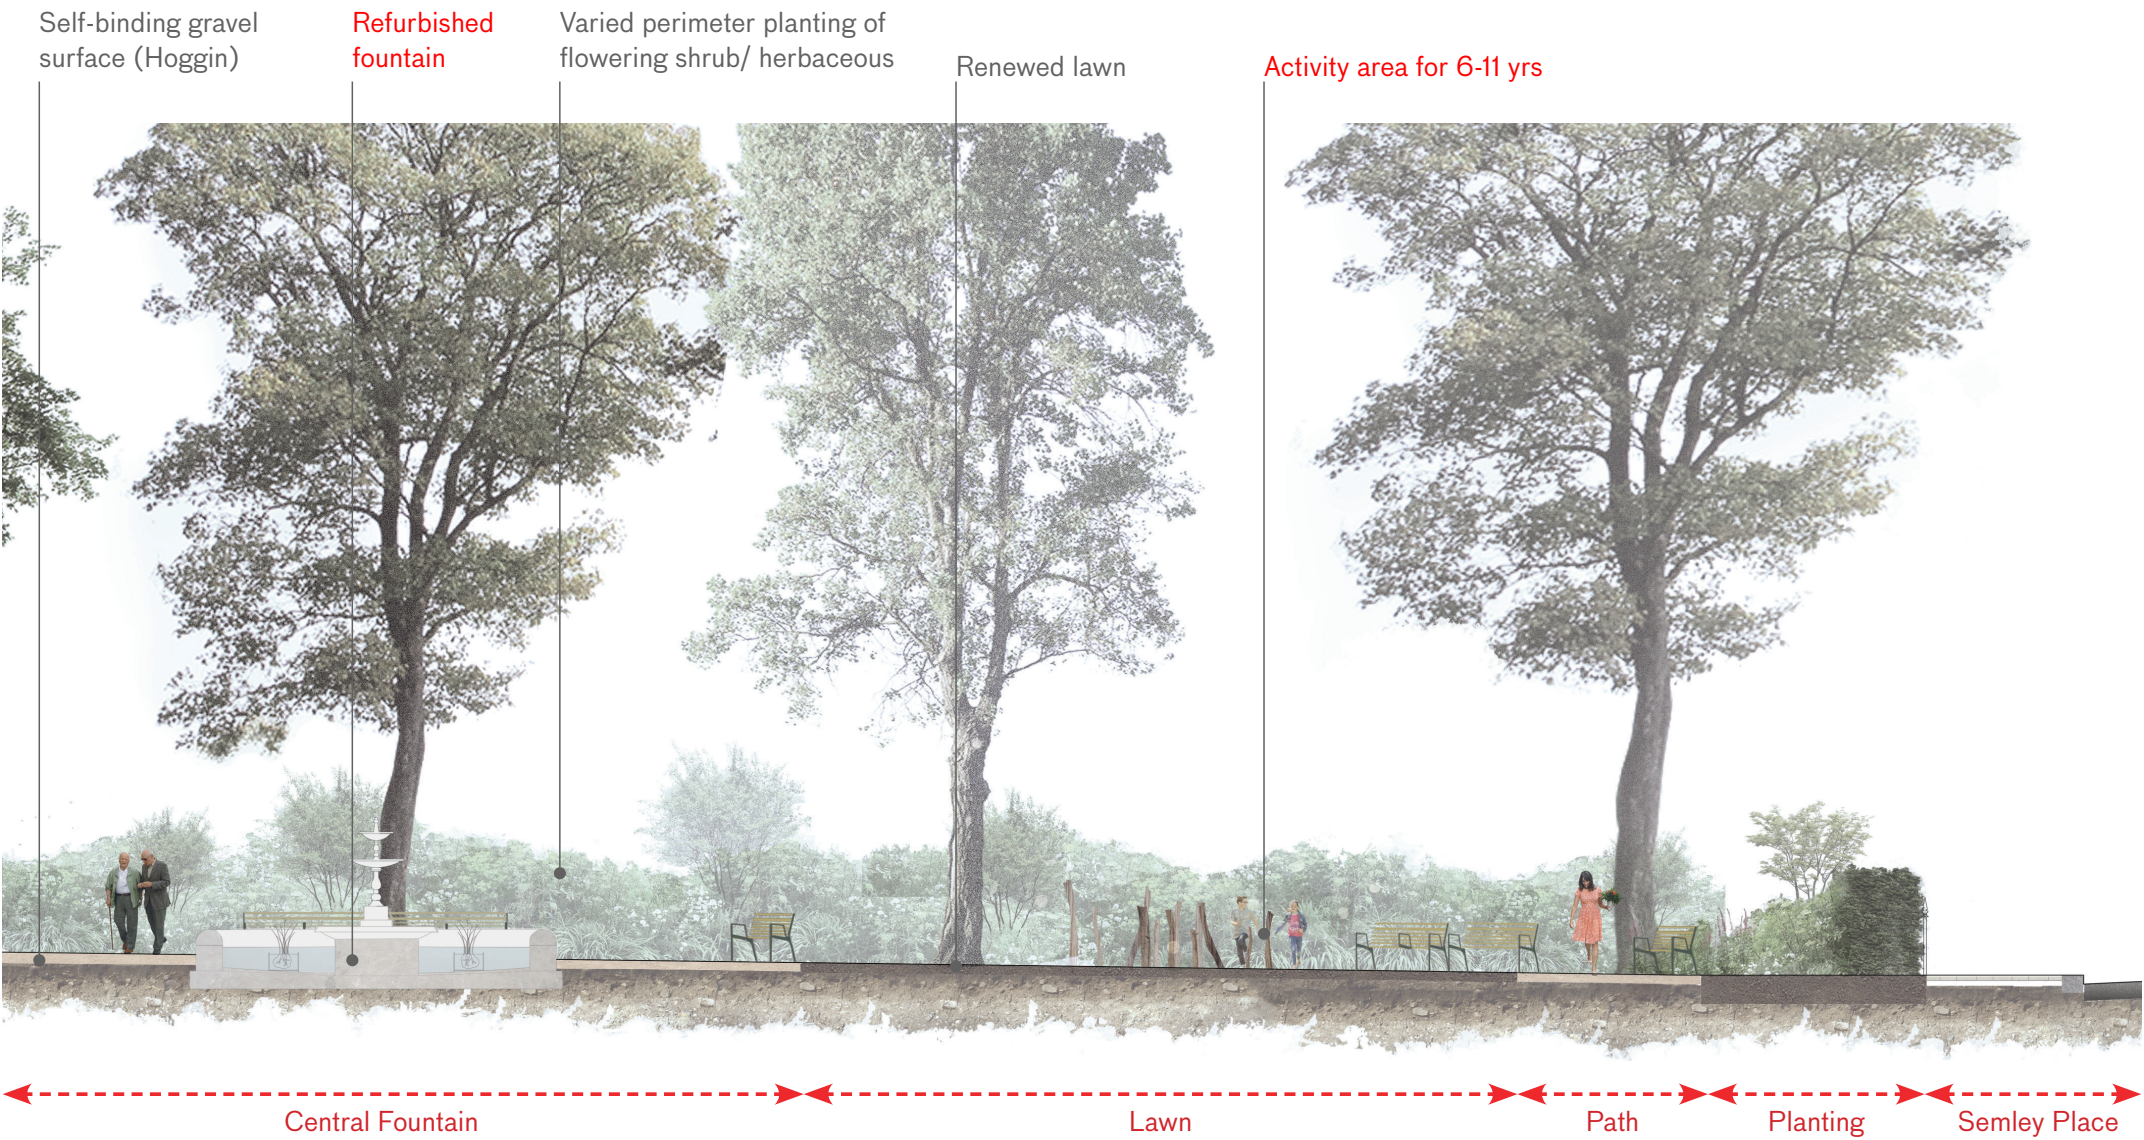 Self-binding gravel
surface (Hoggin)
Refurbished
fountain
Varied perimeter planting of
flowering shrub/ herbaceous
Renewed lawn
Activity area for 6-11 yrs
Central Fountain
Lawn
Path
Planting
Semley Place